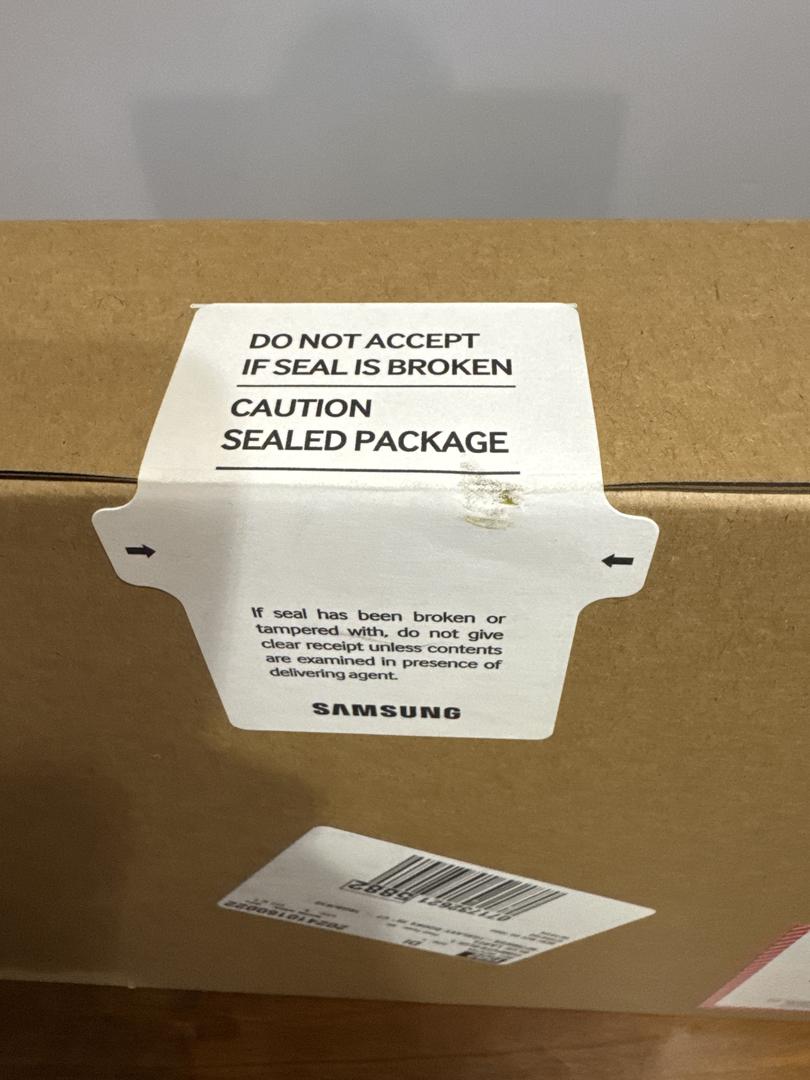 DO NOT ACCEPT
IF SEAL IS BROKEN
CAUTION
SEALED PACKAGE
If seal has been broken or
tampered with, do not give
clear receipt unless contents
are examined in presence of
delivering agent.
SAMSUNG